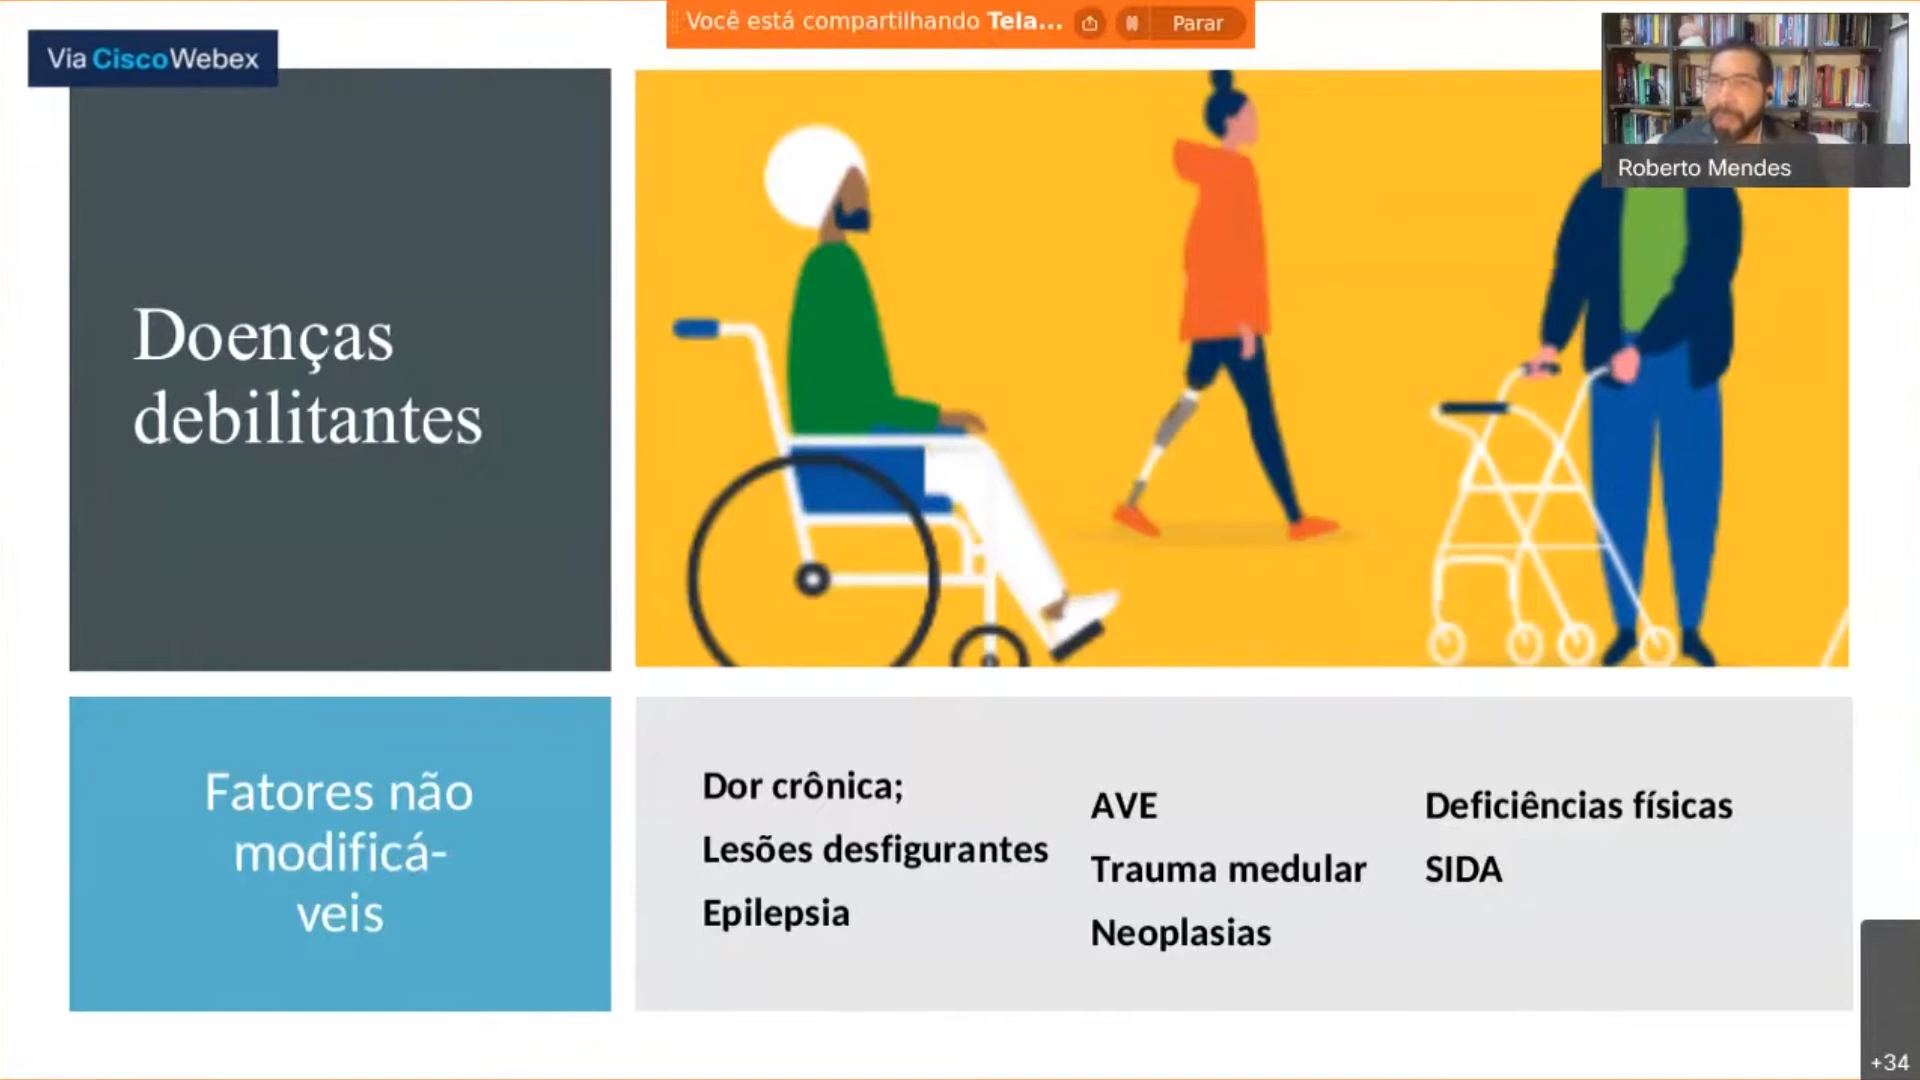 Você está compartilhando Tela... Parar
Via CiscoWebex
Roberto Mendes
Doenças
debilitantes
Fatores não
modificá-
veis
Dor crônica;
Lesões desfigurantes
Epilepsia
AVE
Trauma medular
Neoplasias
Deficiências físicas
SIDA
+34